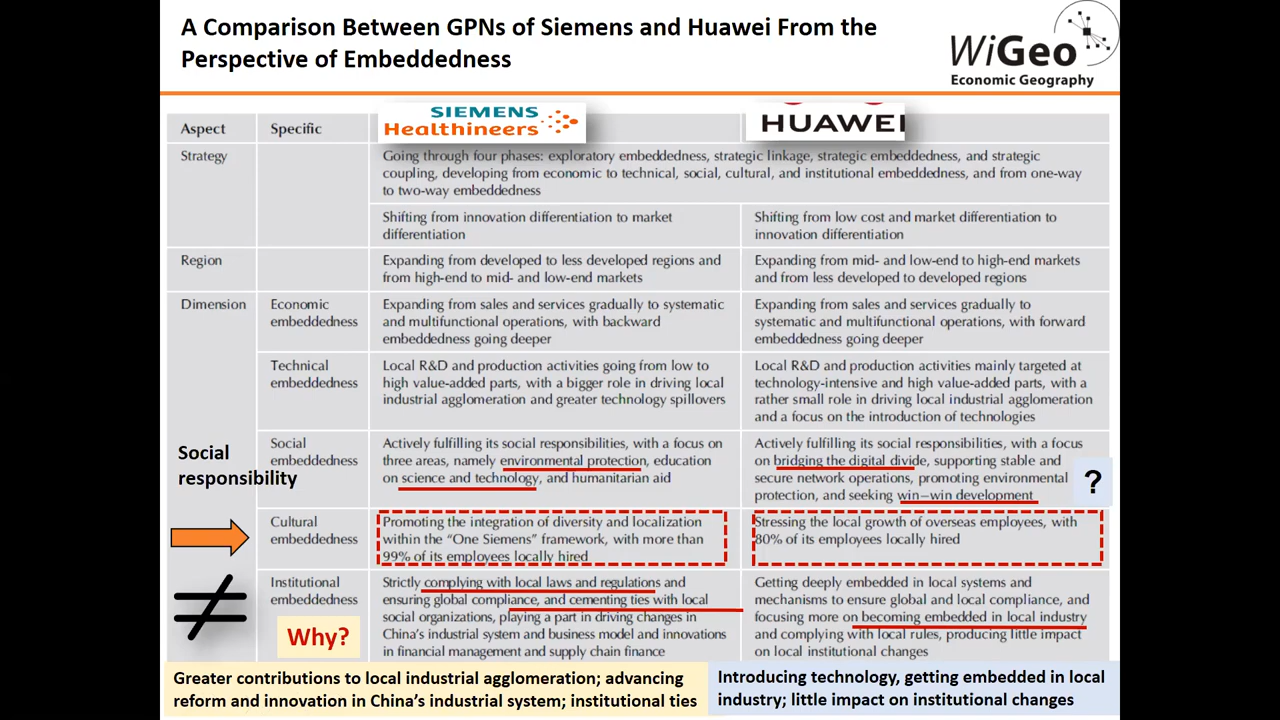 A Comparison Between GPNs of Siemens and Huawei From the
Perspective of Embeddedness
WiGeo
Economic Geography
Aspect
Specific
SIEMENS
Healthineers
HUAWEI
Strategy
Going through four phases: exploratory embeddedness, strategic linkage, strategic embeddedness, and strategic
coupling, developing from economic to technical, social, cultural, and institutional embeddedness, and from one-way
to two-way embeddedness
Shifting from innovation differentiation to market
differentiation
Shifting from low cost and market differentiation to
innovation differentiation
Region
Expanding from developed to less developed regions and
from high-end to mid- and low-end markets
Expanding from mid- and low-end to high-end markets
and from less developed to developed regions
Dimension
Economic
embeddedness
Expanding from sales and services gradually to systematic
and multifunctional operations, with backward
embeddedness going deeper
Expanding from sales and services gradually to
systematic and multifunctional operations, with forward
embeddedness going deeper
Technical
embeddedness
Local R&D and production activities going from low to
high value-added parts, with a bigger role in driving local
industrial agglomeration and greater technology spillovers
Local R&D and production activities mainly targeted at
technology-intensive and high value-added parts, with a
rather small role in driving local industrial agglomeration
and a focus on the introduction of technologies
Social
responsibility
Social
embeddedness
Actively fulfilling its social responsibilities, with a focus on
three areas, namely environmental protection, education
on science and technology, and humanitarian aid
Actively fulfilling its social responsibilities, with a focus
on bridging the digital divide, supporting stable and
secure network operations, promoting environmental
protection, and seeking win–win development
?
Cultural
embeddedness
Promoting the integration of diversity and localization
within the “One Siemens” framework, with more than
99% of its employees locally hired
Stressing the local growth of overseas employees, with
80% of its employees locally hired
≠
Institutional
embeddedness
Why?
Strictly complying with local laws and regulations and
ensuring global compliance, and cementing ties with local
social organizations, playing a part in driving changes in
China’s industrial system and business model and innovations
in financial management and supply chain finance
Getting deeply embedded in local systems and
mechanisms to ensure global and local compliance, and
focusing more on becoming embedded in local industry
and complying with local rules, producing little impact
on local institutional changes
Greater contributions to local industrial agglomeration; advancing
reform and innovation in China’s industrial system; institutional ties
Introducing technology, getting embedded in local
industry; little impact on institutional changes